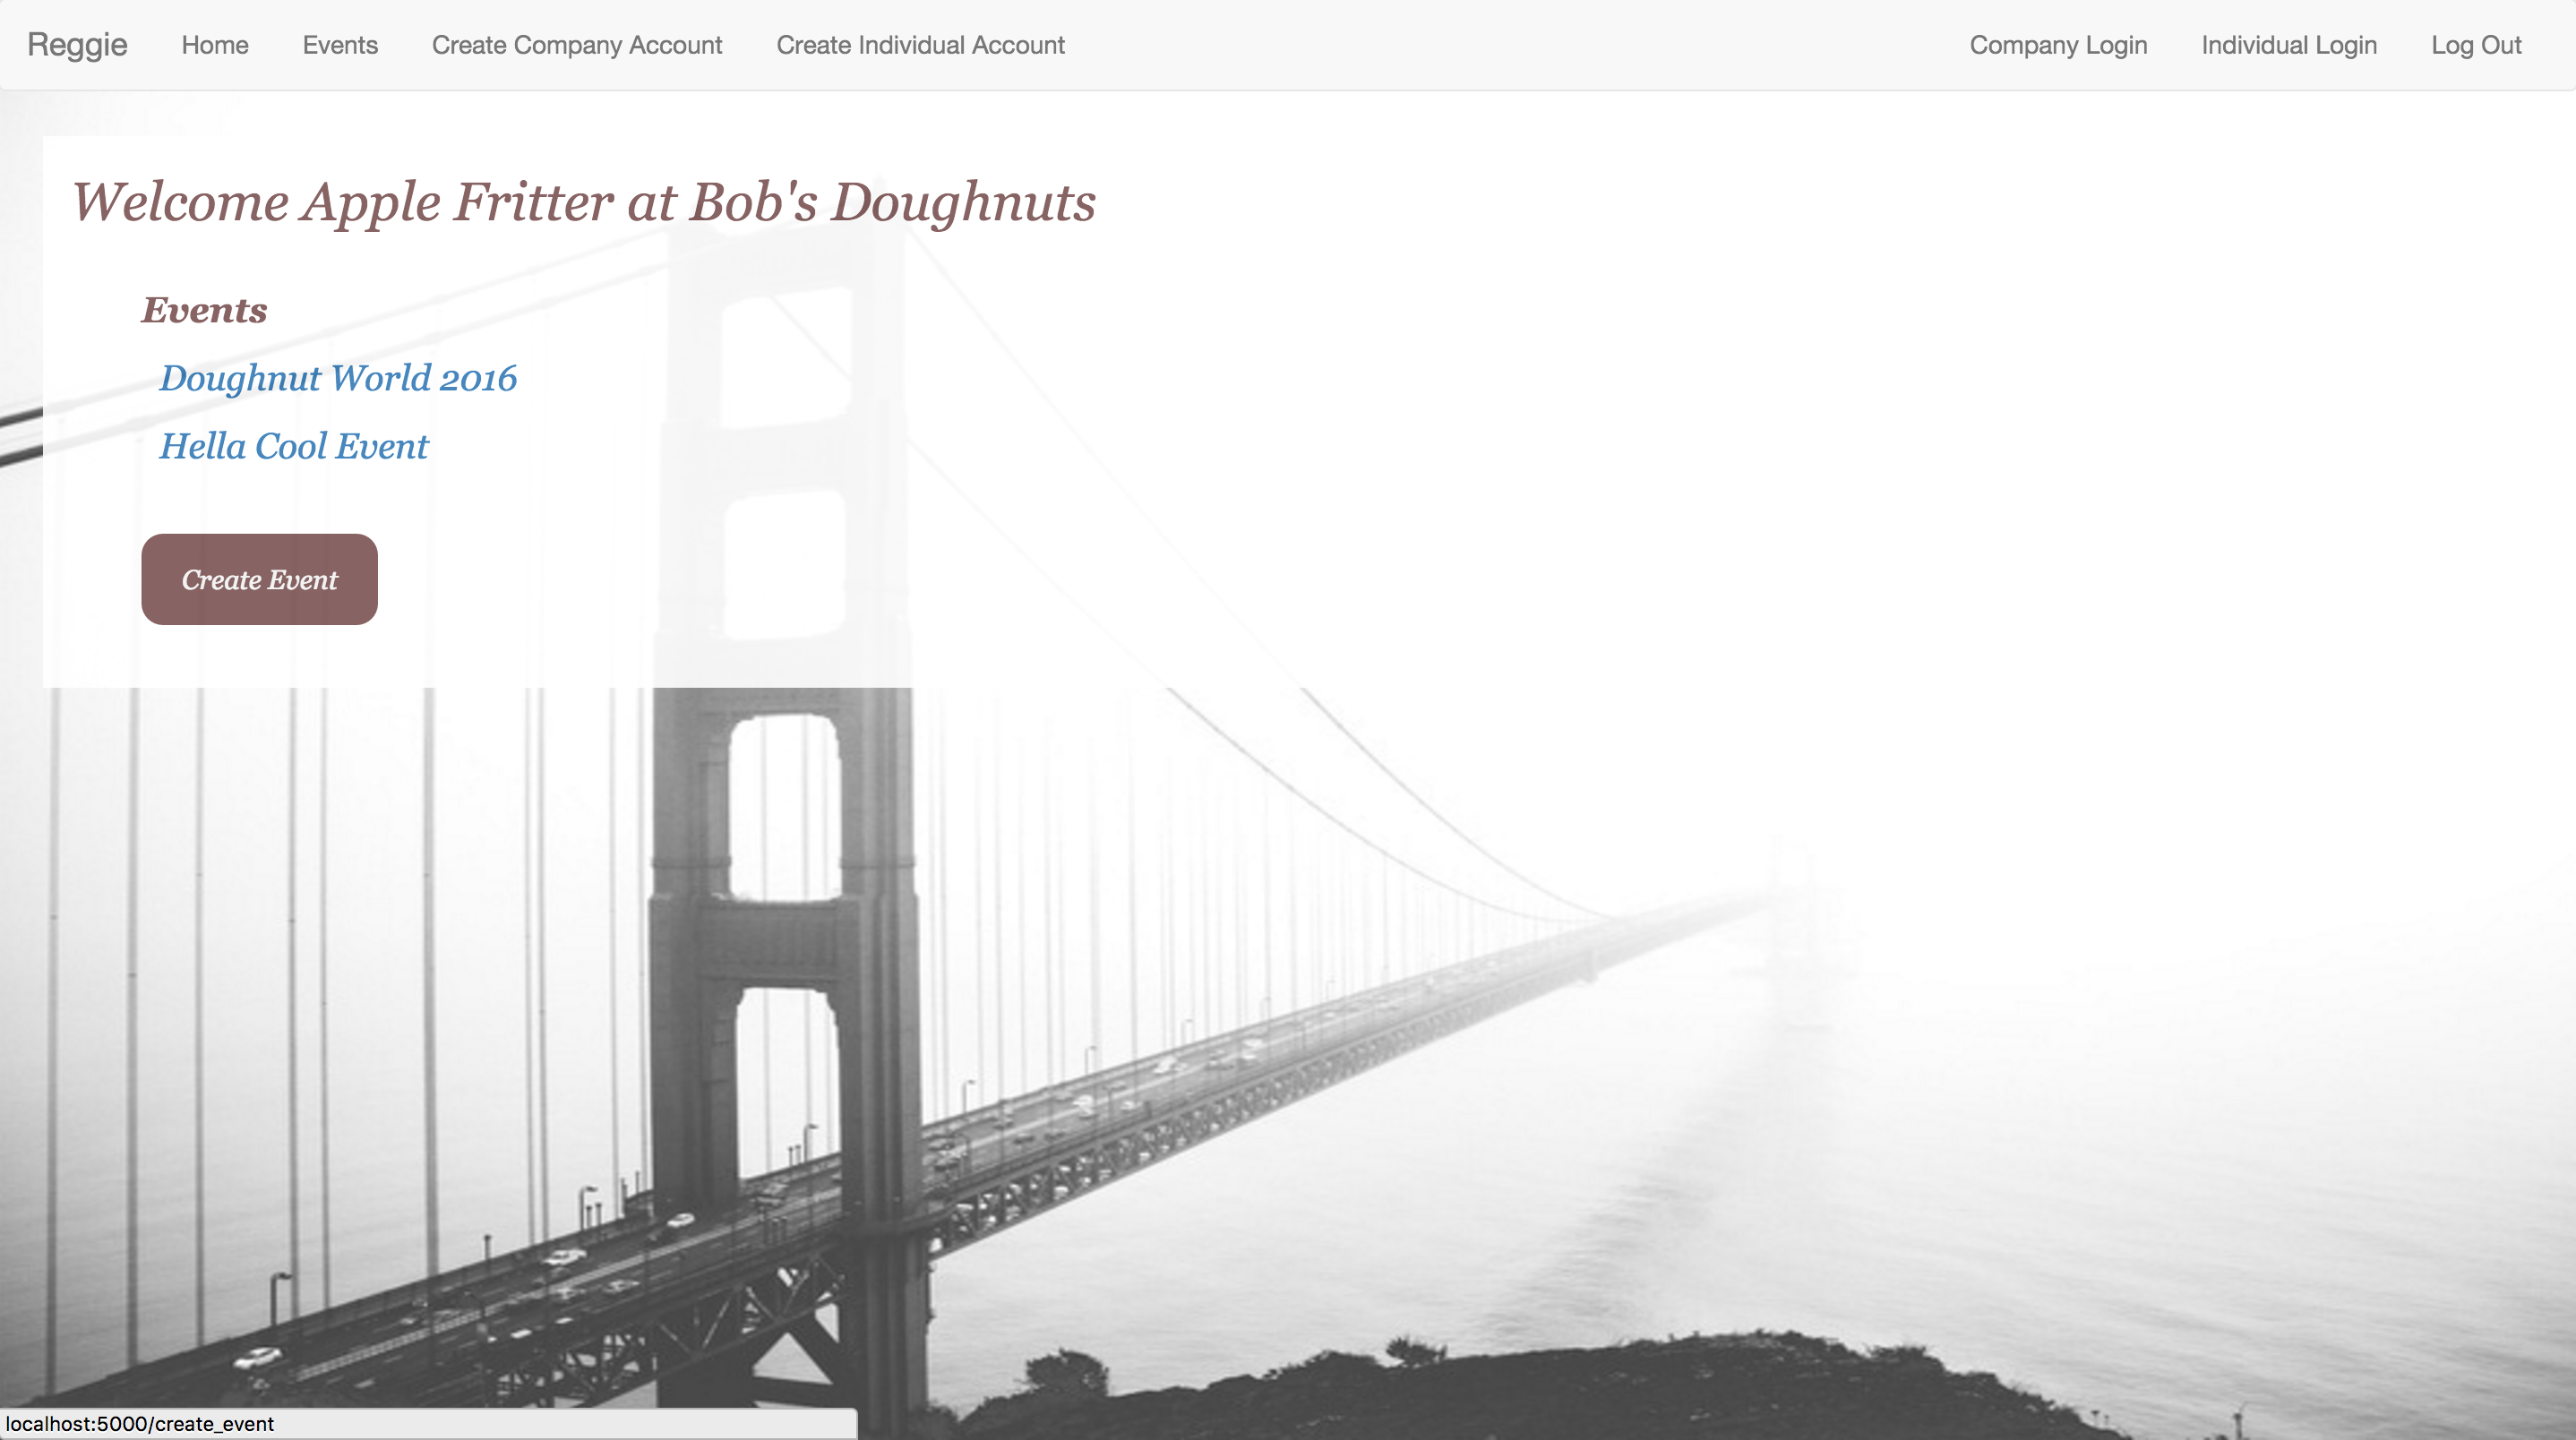 Reggie Home Events Create Company Account Create Individual Account Company Login Individual Login Log Out
Welcome Apple Fritter at Bob's Doughnuts
Events
Doughnut World 2016
Hella Cool Event
Create Event
localhost:5000/create_event